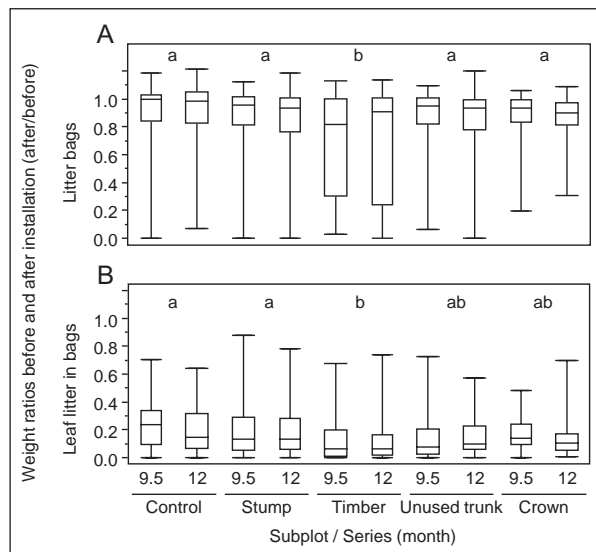 Weight ratios before and after installation (after/before)
A
Litter bags
a a b a a
1.0
0.8
0.6
0.4
0.2
0.0
B
Leaf litter in bags
a a b ab ab
1.0
0.8
0.6
0.4
0.2
0.0
9.5 12 9.5 12 9.5 12 9.5 12 9.5 12
Control Stump Timber Unused trunk Crown
Subplot / Series (month)